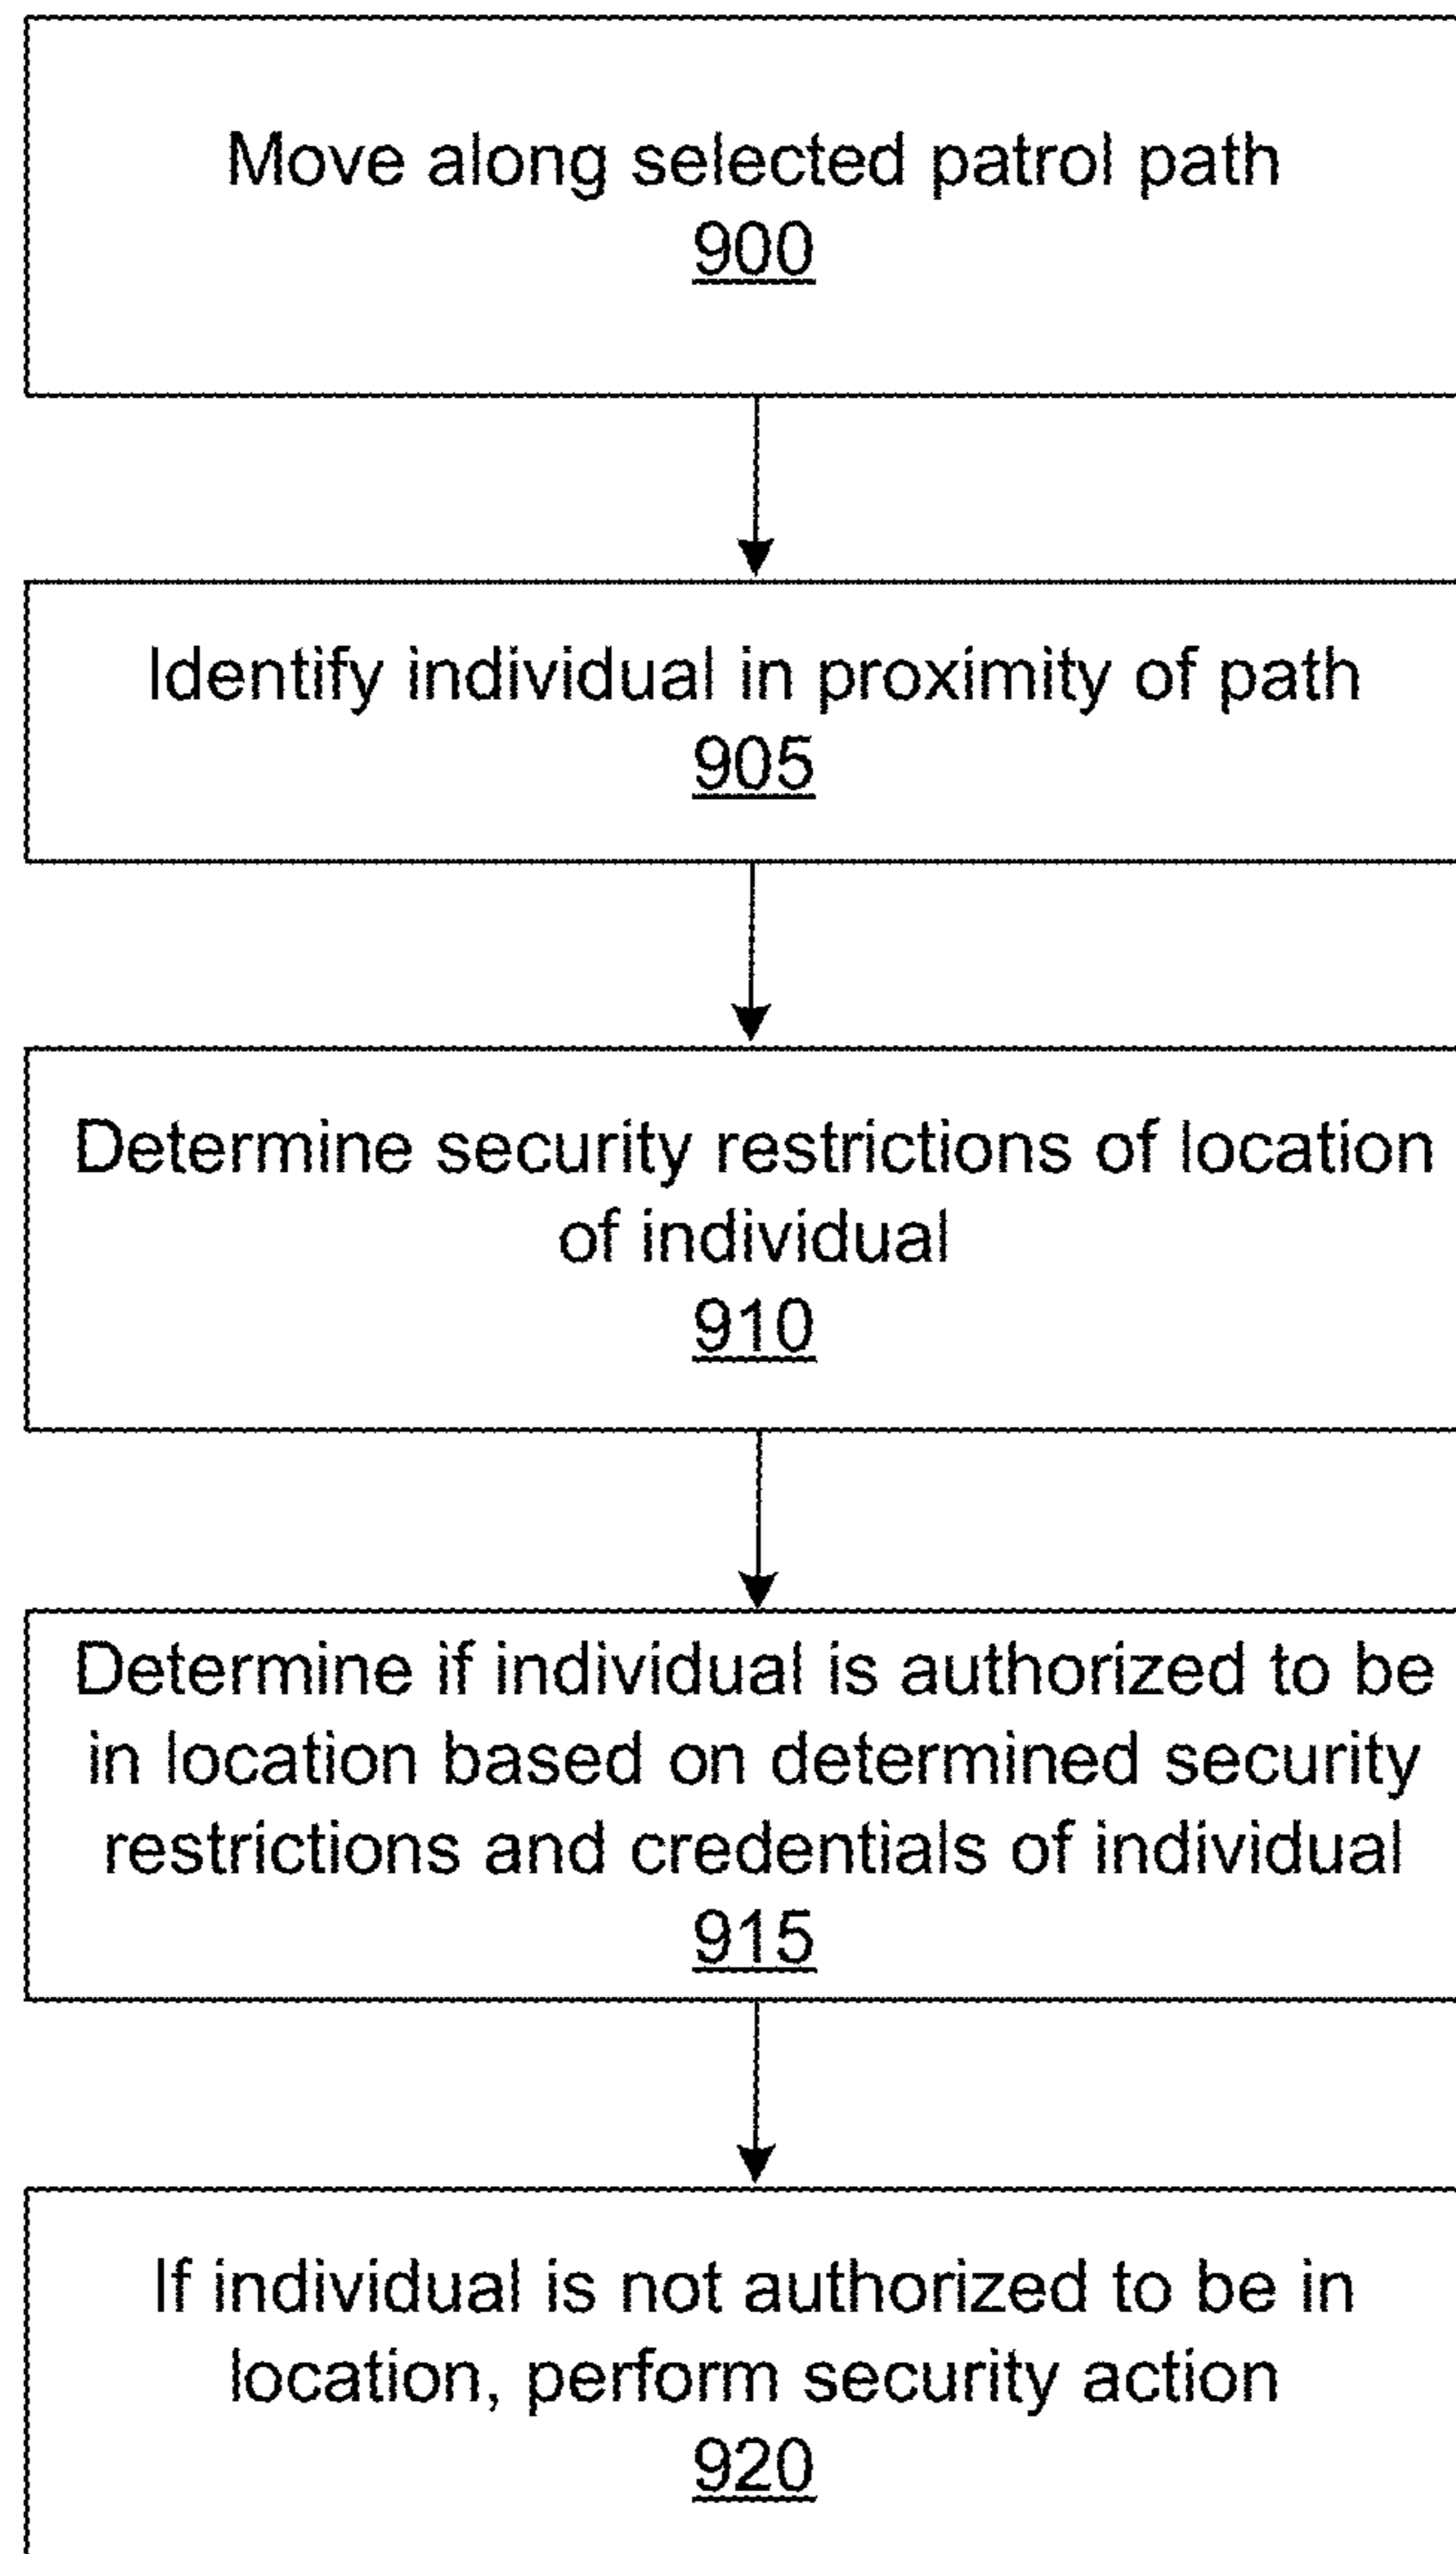 Move along selected patrol path
900
Identify individual in proximity of path
905
Determine security restrictions of location
of individual
910
Determine if individual is authorized to be
in location based on determined security
restrictions and credentials of individual
915
If individual is not authorized to be in
location, perform security action
920